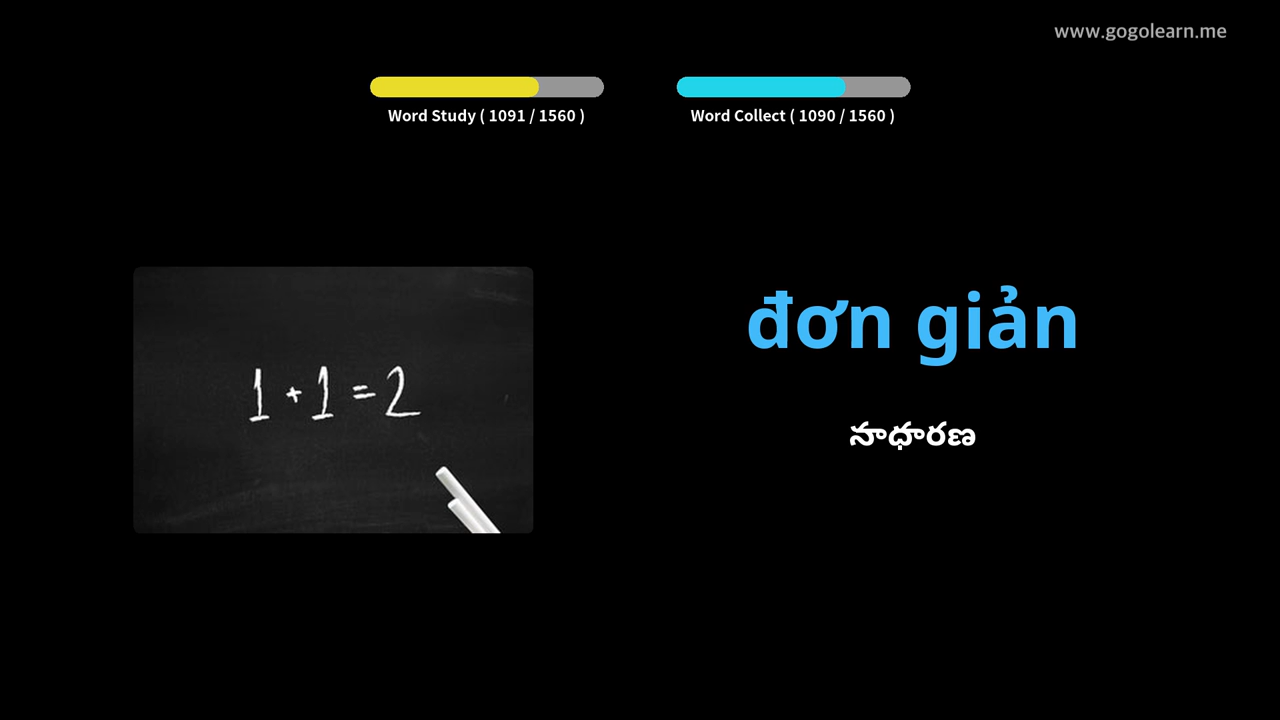 www.gogolearn.me
Word Study ( 1091 / 1560 )
Word Collect ( 1090 / 1560 )
1 + 1 = 2
đơn giản
సాధారణ